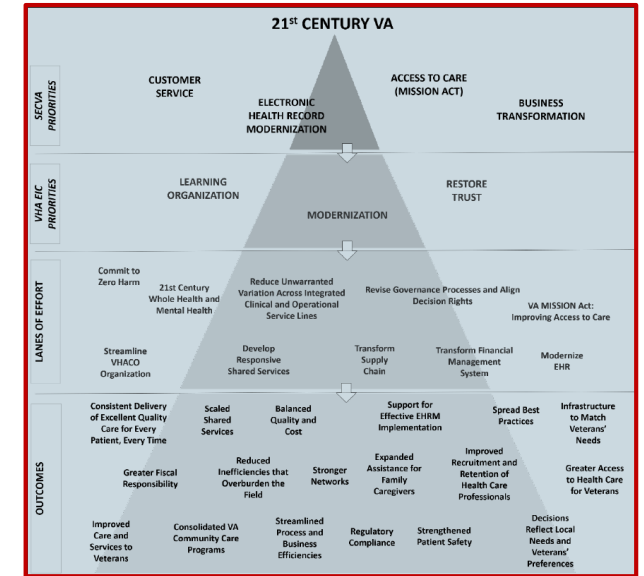 21st CENTURY VA
SECVA
PRIORITIES
CUSTOMER
SERVICE
ELECTRONIC
HEALTH RECORD
MODERNIZATION
ACCESS TO CARE
(MISSION ACT)
BUSINESS
TRANSFORMATION
VHA EIC
PRIORITIES
LEARNING
ORGANIZATION
MODERNIZATION
RESTORE
TRUST
LANES OF EFFORT
Commit to
Zero Harm
21st Century
Whole Health and
Mental Health
Reduce Unwarranted
Variation Across Integrated
Clinical and Operational
Service Lines
Revise Governance Processes and Align
Decision Rights
VA MISSION Act:
Improving Access to Care
Streamline
VHACO
Organization
Develop
Responsive
Shared Services
Transform
Supply
Chain
Transform Financial
Management
System
Modernize
EHR
OUTCOMES
Consistent Delivery
of Excellent Quality
Care for Every
Patient, Every Time
Scaled
Shared
Services
Balanced
Quality and
Cost
Support for
Effective EHRM
Implementation
Spread Best
Practices
Infrastructure
to Match
Veterans'
Needs
Greater Fiscal
Responsibility
Reduced
Inefficiencies that
Overburden the
Field
Stronger
Networks
Expanded
Assistance for
Family
Caregivers
Improved
Recruitment and
Retention of
Health Care
Professionals
Greater Access
to Health Care
for Veterans
Improved
Care and
Services to
Veterans
Consolidated VA
Community Care
Programs
Streamlined
Process and
Business
Efficiencies
Regulatory
Compliance
Strengthened
Patient Safety
Decisions
Reflect Local
Needs and
Veterans'
Preferences